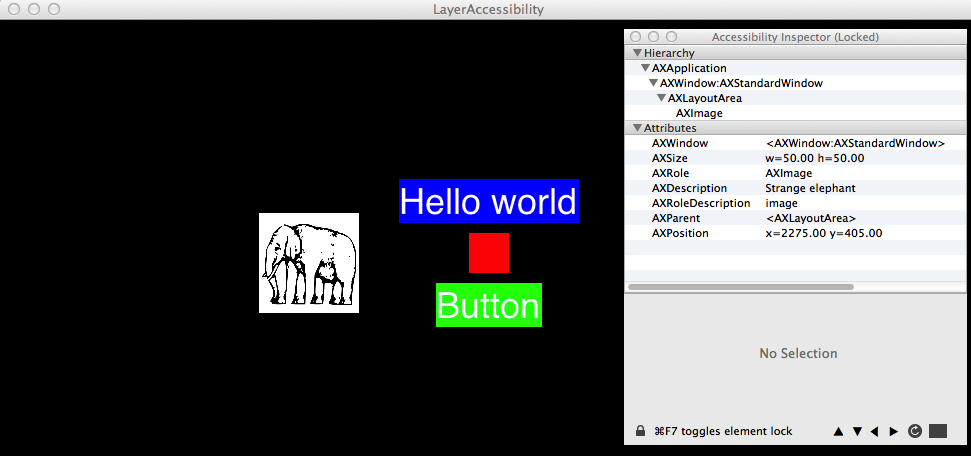 LayerAccessibility
Hello world
Button
Accessibility Inspector (Locked)
Hierarchy
AXApplication
AXWindow:AXStandardWindow
AXLayoutArea
AXImage
Attributes
AXWindow <AXWindow:AXStandardWindow>
AXSize w=50.00 h=50.00
AXRole AXImage
AXDescription Strange elephant
AXRoleDescription image
AXParent <AXLayoutArea>
AXPosition x=2275.00 y=405.00
No Selection
⌘F7 toggles element lock